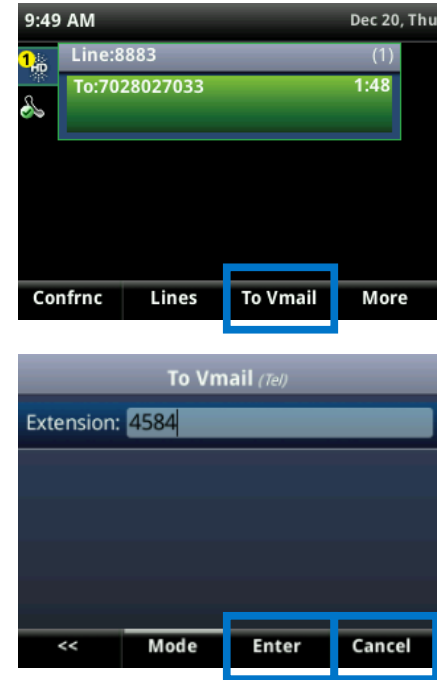 9:49 AM Dec 20, Thu
1 HD Line:8883 (1)
To:7028027033 1:48
Confrnc Lines To Vmail More
To Vmail (Tel)
Extension: 4584
<< Mode Enter Cancel